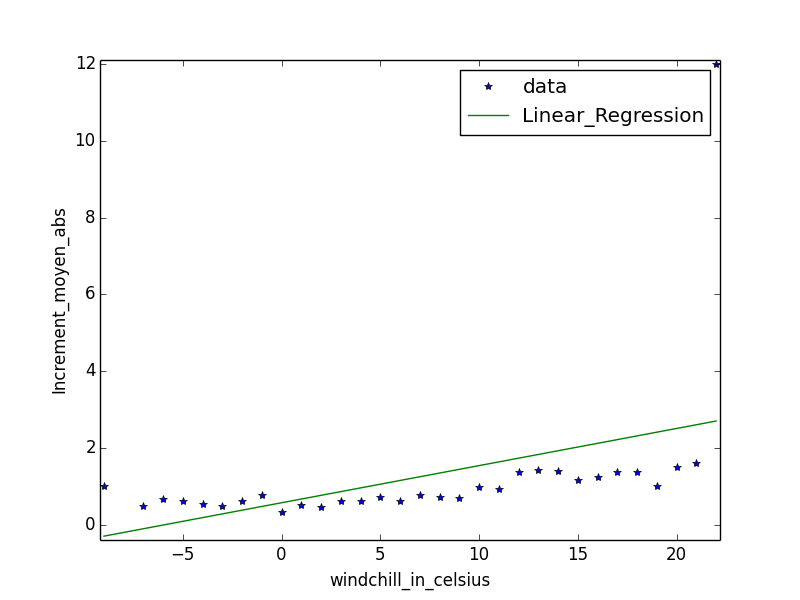 12
10
8
6
4
2
0
Increment_moyen_abs
data
Linear_Regression
−5 0 5 10 15 20
windchill_in_celsius